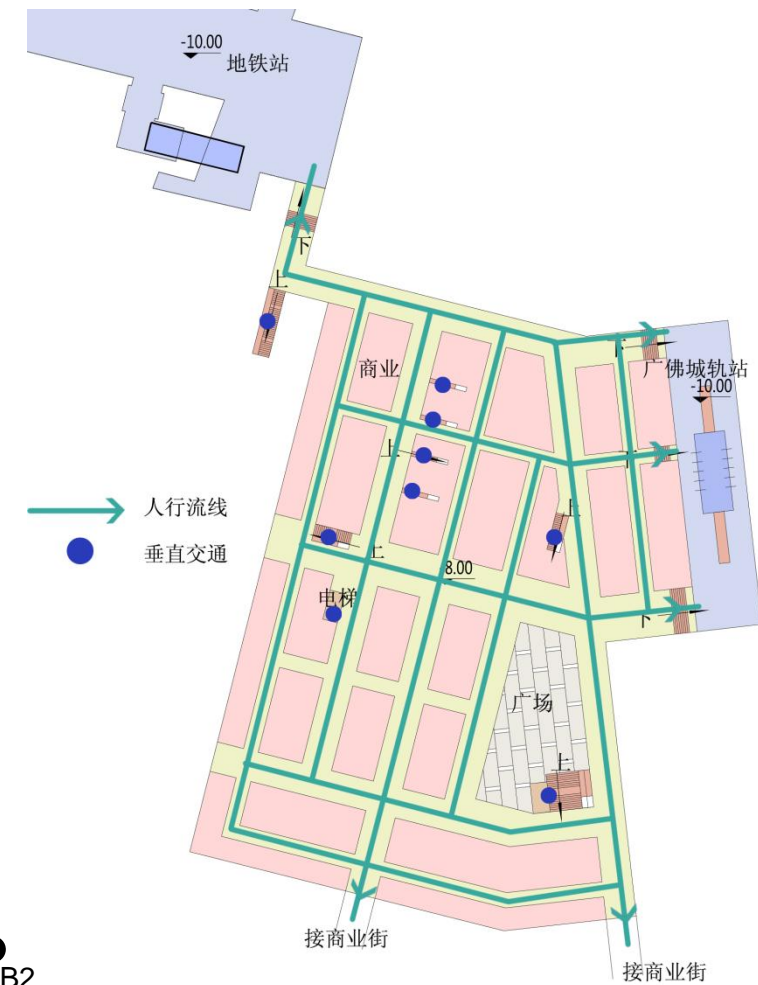 -10.00
地铁站
下
上
商业
下
广佛城轨站
-10.00
上
下
上
人行流线
上
8.00
垂直交通
电梯
下
广场
上
接商业街
接商业街
B2